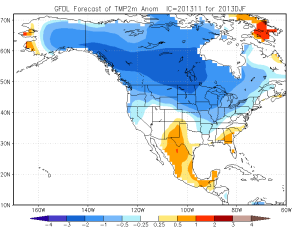 GFDL Forecast of TMP2m Anom IC=201311 for 2013DJF
70N
60N
50N
40N
30N
20N
10N
160W 140W 120W 100W 80W 60W
-4 -3 -2 -1 -0.5 -0.25 0.25 0.5 1 2 3 4